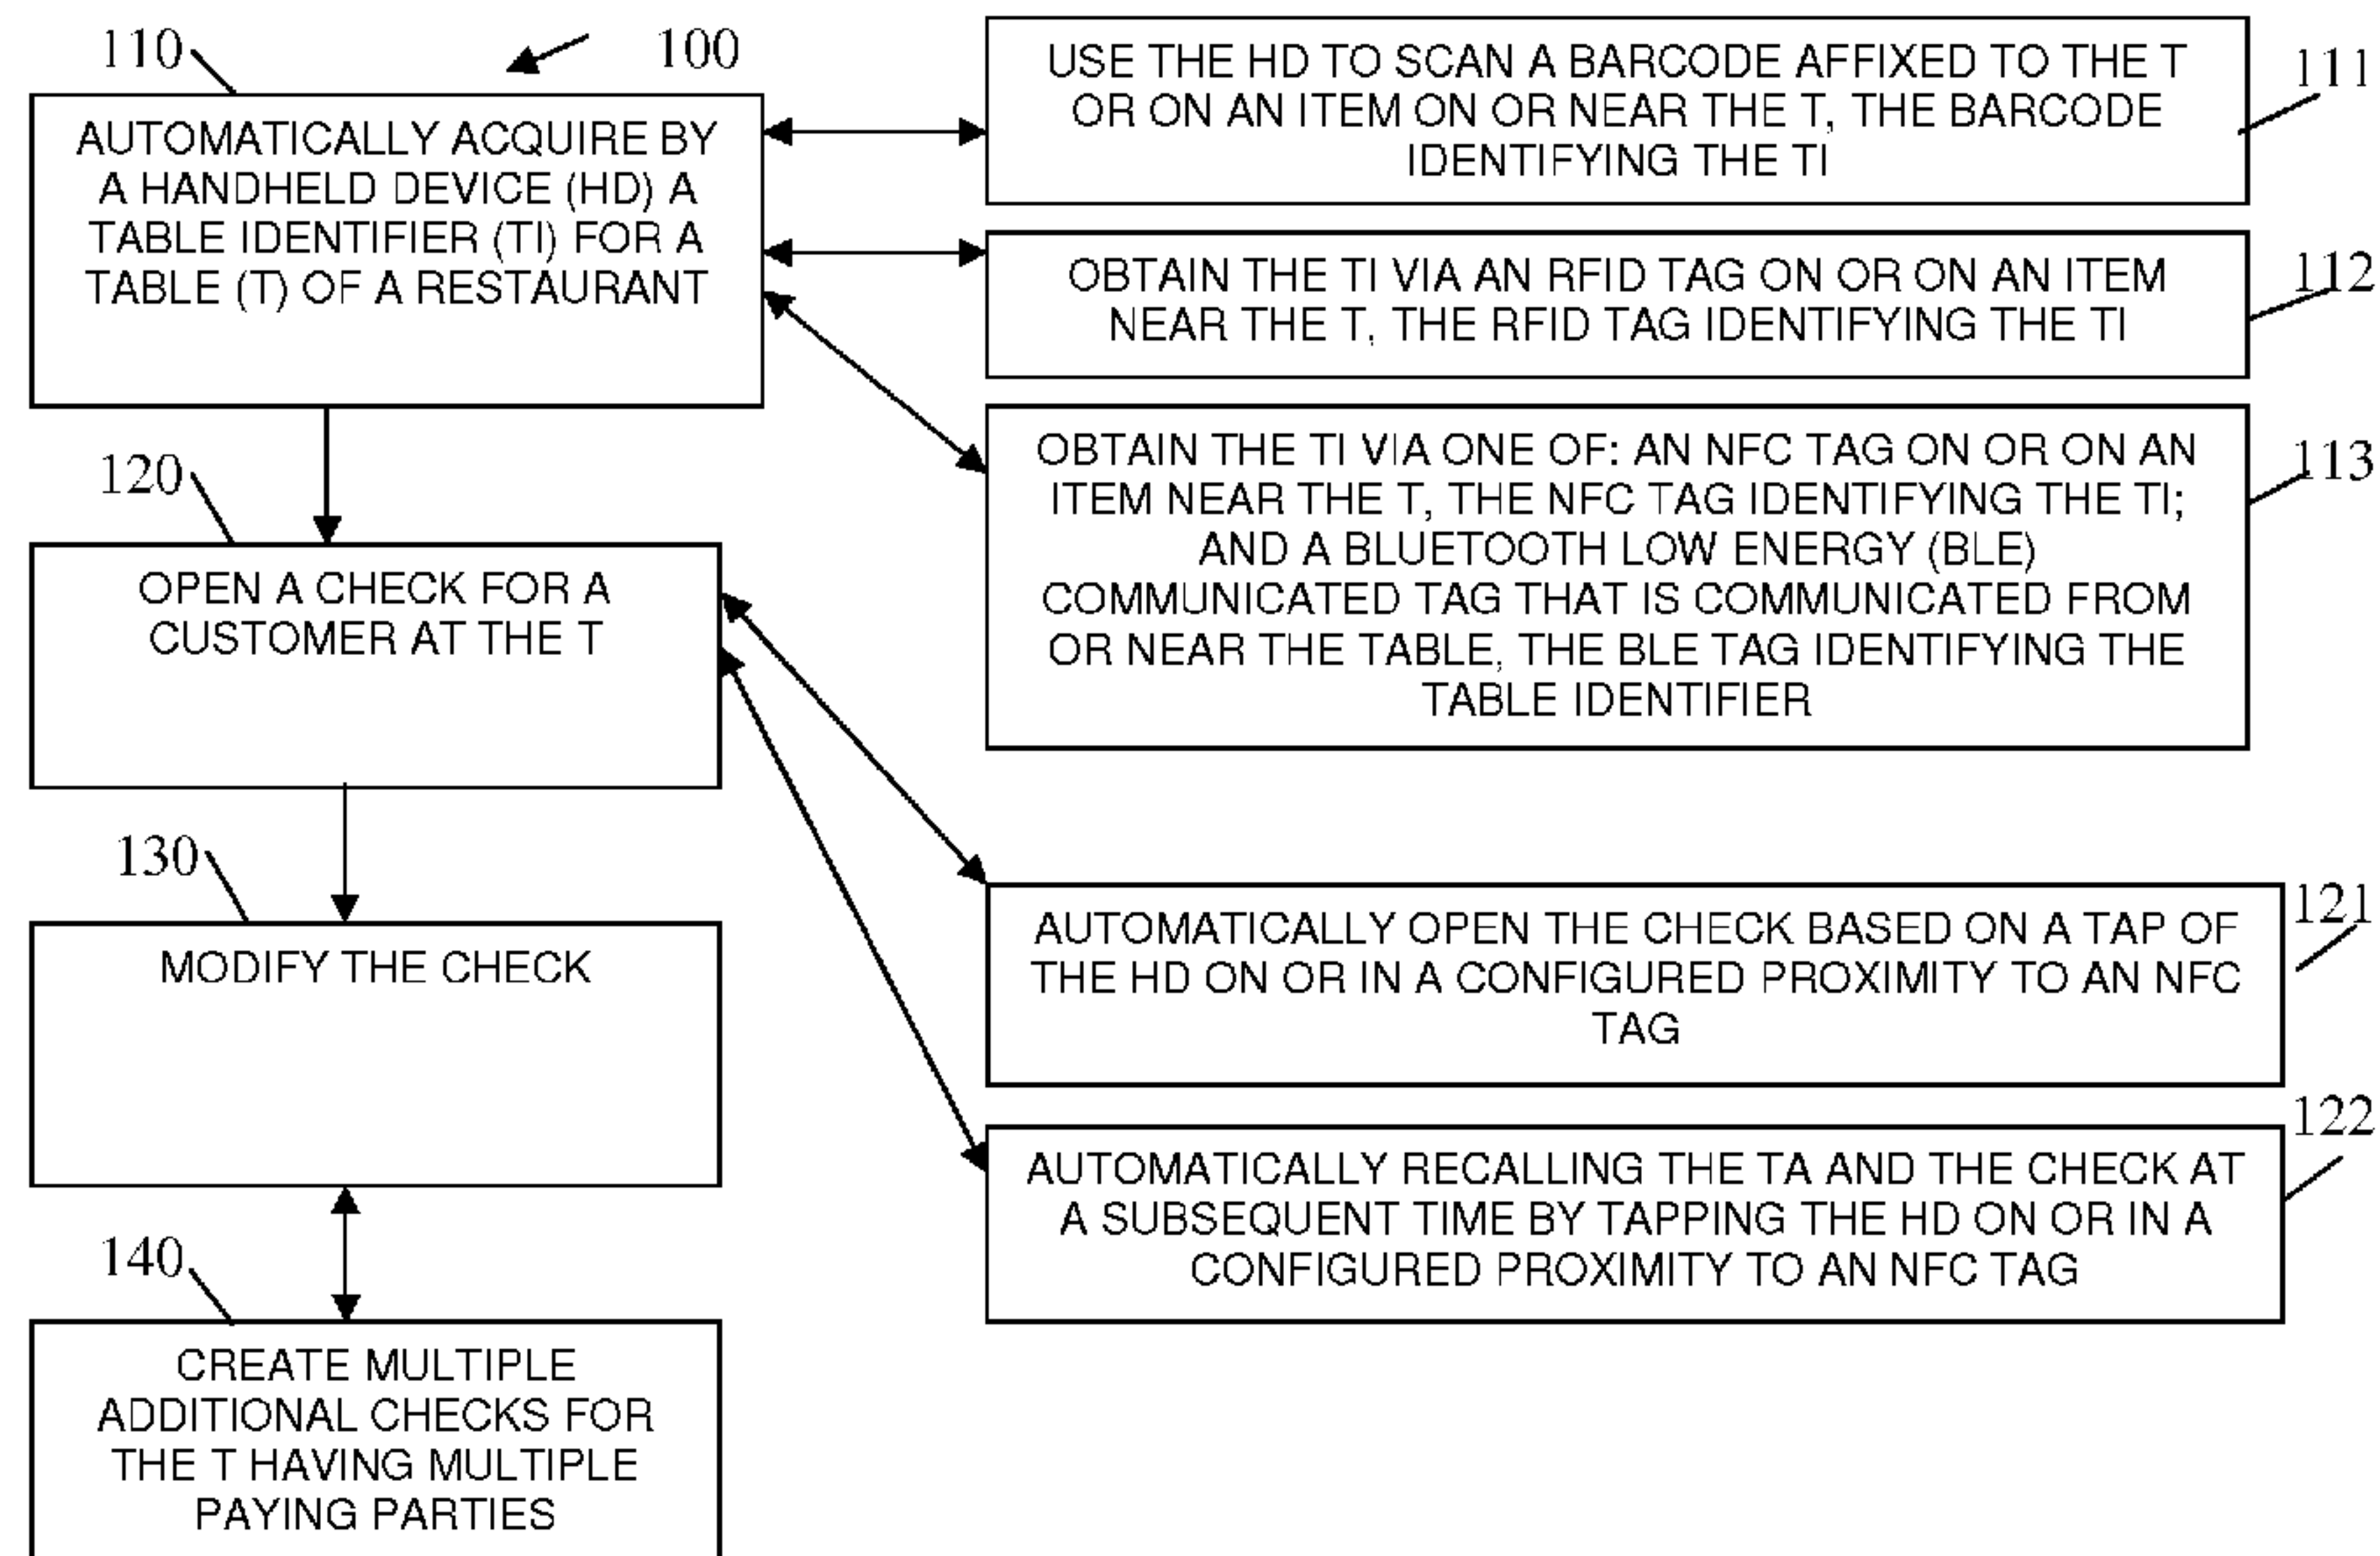 110
100
AUTOMATICALLY ACQUIRE BY
A HANDHELD DEVICE (HD) A
TABLE IDENTIFIER (TI) FOR A
TABLE (T) OF A RESTAURANT
USE THE HD TO SCAN A BARCODE AFFIXED TO THE T
OR ON AN ITEM ON OR NEAR THE T, THE BARCODE
IDENTIFYING THE TI
111
OBTAIN THE TI VIA AN RFID TAG ON OR ON AN ITEM
NEAR THE T, THE RFID TAG IDENTIFYING THE TI
112
OBTAIN THE TI VIA ONE OF: AN NFC TAG ON OR ON AN
ITEM NEAR THE T, THE NFC TAG IDENTIFYING THE TI;
AND A BLUETOOTH LOW ENERGY (BLE)
COMMUNICATED TAG THAT IS COMMUNICATED FROM
OR NEAR THE TABLE, THE BLE TAG IDENTIFYING THE
TABLE IDENTIFIER
113
120
OPEN A CHECK FOR A
CUSTOMER AT THE T
AUTOMATICALLY OPEN THE CHECK BASED ON A TAP OF
THE HD ON OR IN A CONFIGURED PROXIMITY TO AN NFC
TAG
121
AUTOMATICALLY RECALLING THE TA AND THE CHECK AT
A SUBSEQUENT TIME BY TAPPING THE HD ON OR IN A
CONFIGURED PROXIMITY TO AN NFC TAG
122
130
MODIFY THE CHECK
140
CREATE MULTIPLE
ADDITIONAL CHECKS FOR
THE T HAVING MULTIPLE
PAYING PARTIES